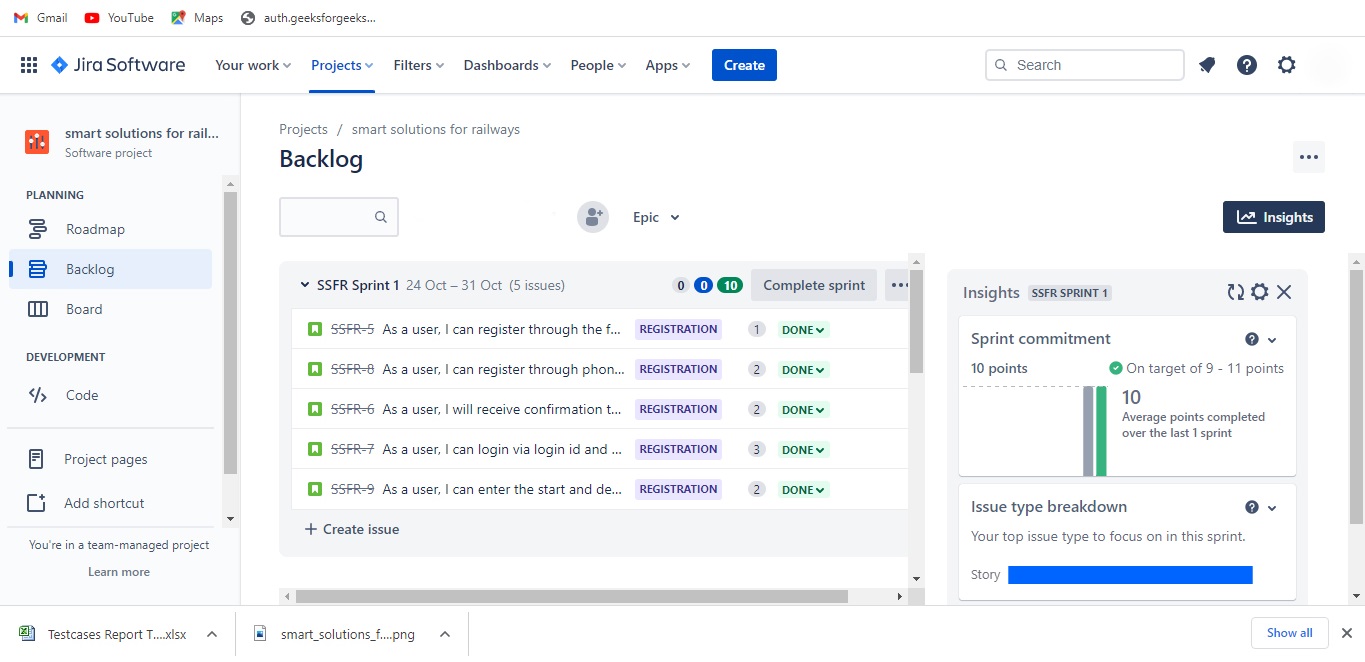 Gmail YouTube Maps auth.geeksforgeeks...
Jira Software Your work Projects Filters Dashboards People Apps Create Search
smart solutions for rail...
Software project
PLANNING
Roadmap
Backlog
Board
DEVELOPMENT
Code
Project pages
Add shortcut
You're in a team-managed project
Learn more
Projects / smart solutions for railways
Backlog
Epic
Insights
SSFR Sprint 1 24 Oct – 31 Oct (5 issues) 0 0 10 Complete sprint
SSFR-5 As a user, I can register through the f... REGISTRATION 1 DONE
SSFR-8 As a user, I can register through phon... REGISTRATION 2 DONE
SSFR-6 As a user, I will receive confirmation t... REGISTRATION 2 DONE
SSFR-7 As a user, I can login via login id and ... REGISTRATION 3 DONE
SSFR-9 As a user, I can enter the start and de... REGISTRATION 2 DONE
+ Create issue
Insights SSFR SPRINT 1
Sprint commitment
10 points On target of 9 - 11 points
10
Average points completed
over the last 1 sprint
Issue type breakdown
Your top issue type to focus on in this sprint.
Story
Testcases Report T....xlsx smart_solutions_f....png Show all